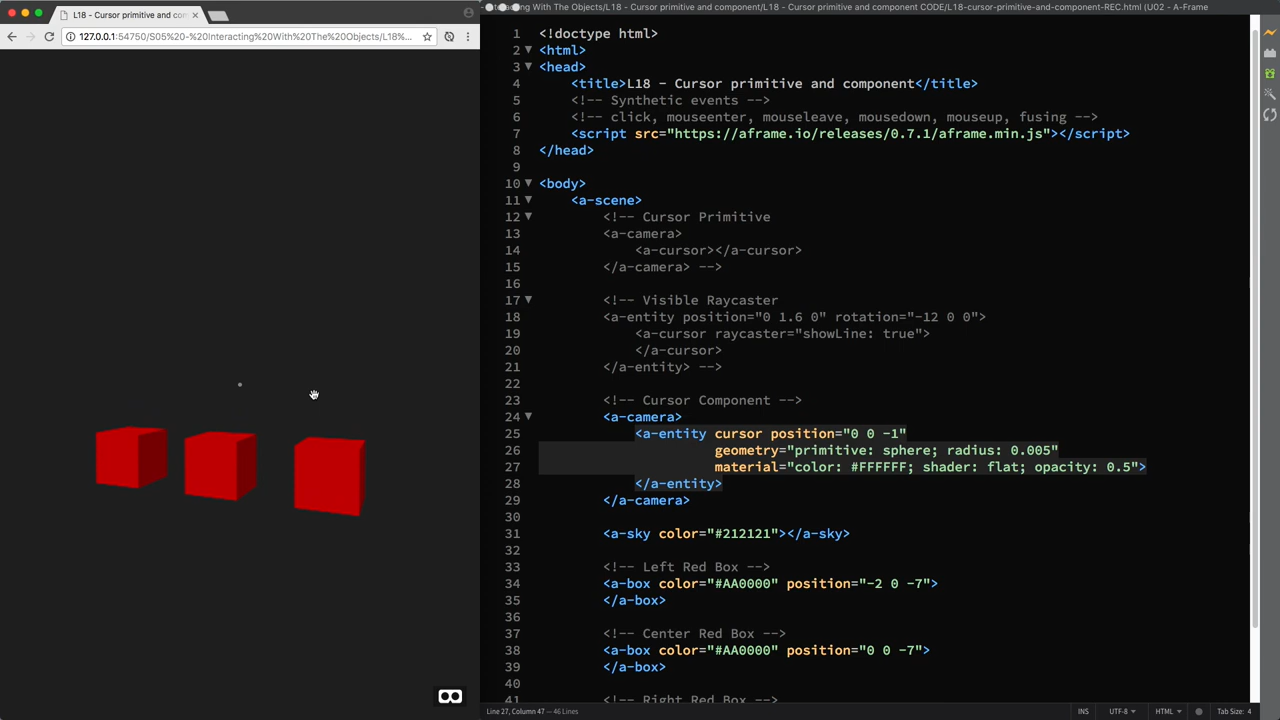 L18 - Cursor primitive and com
127.0.0.1:54750/S05%20-%20Interacting%20With%20The%20Objects/L18%...
With The Objects/L18 - Cursor primitive and component/L18 - Cursor primitive and component CODE/L18-cursor-primitive-and-component-REC.html (U02 - A-Frame
1 <!doctype html>
2 <html>
3 <head>
4 <title>L18 - Cursor primitive and component</title>
5 <!-- Synthetic events -->
6 <!-- click, mouseenter, mouseleave, mousedown, mouseup, fusing -->
7 <script src="https://aframe.io/releases/0.7.1/aframe.min.js"></script>
8 </head>
9
10 <body>
11 <a-scene>
12 <!-- Cursor Primitive
13 <a-camera>
14 <a-cursor></a-cursor>
15 </a-camera> -->
16
17 <!-- Visible Raycaster
18 <a-entity position="0 1.6 0" rotation="-12 0 0">
19 <a-cursor raycaster="showLine: true">
20 </a-cursor>
21 </a-entity> -->
22
23 <!-- Cursor Component -->
24 <a-camera>
25 <a-entity cursor position="0 0 -1"
26 geometry="primitive: sphere; radius: 0.005"
27 material="color: #FFFFFF; shader: flat; opacity: 0.5">
28 </a-entity>
29 </a-camera>
30
31 <a-sky color="#212121"></a-sky>
32
33 <!-- Left Red Box -->
34 <a-box color="#AA0000" position="-2 0 -7">
35 </a-box>
36
37 <!-- Center Red Box -->
38 <a-box color="#AA0000" position="0 0 -7">
39 </a-box>
40
41 <!-- Right Red Box -->
Line 27, Column 47 — 46 Lines
INS UTF-8 HTML Tab Size: 4